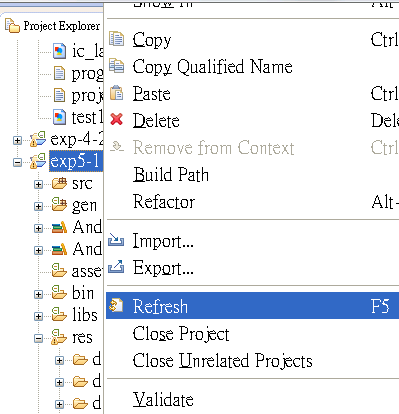 Project Explorer
ic_la
prog
proj
test1
exp-4-2
exp5-1
src
gen
And
And
asse
bin
libs
res
d
d
d
Show In Alt
Copy Ctrl
Copy Qualified Name
Paste Ctrl
Delete Dele
Remove from Context Ctrl
Build Path
Refactor Alt-
Import...
Export...
Refresh F5
Close Project
Close Unrelated Projects
Validate